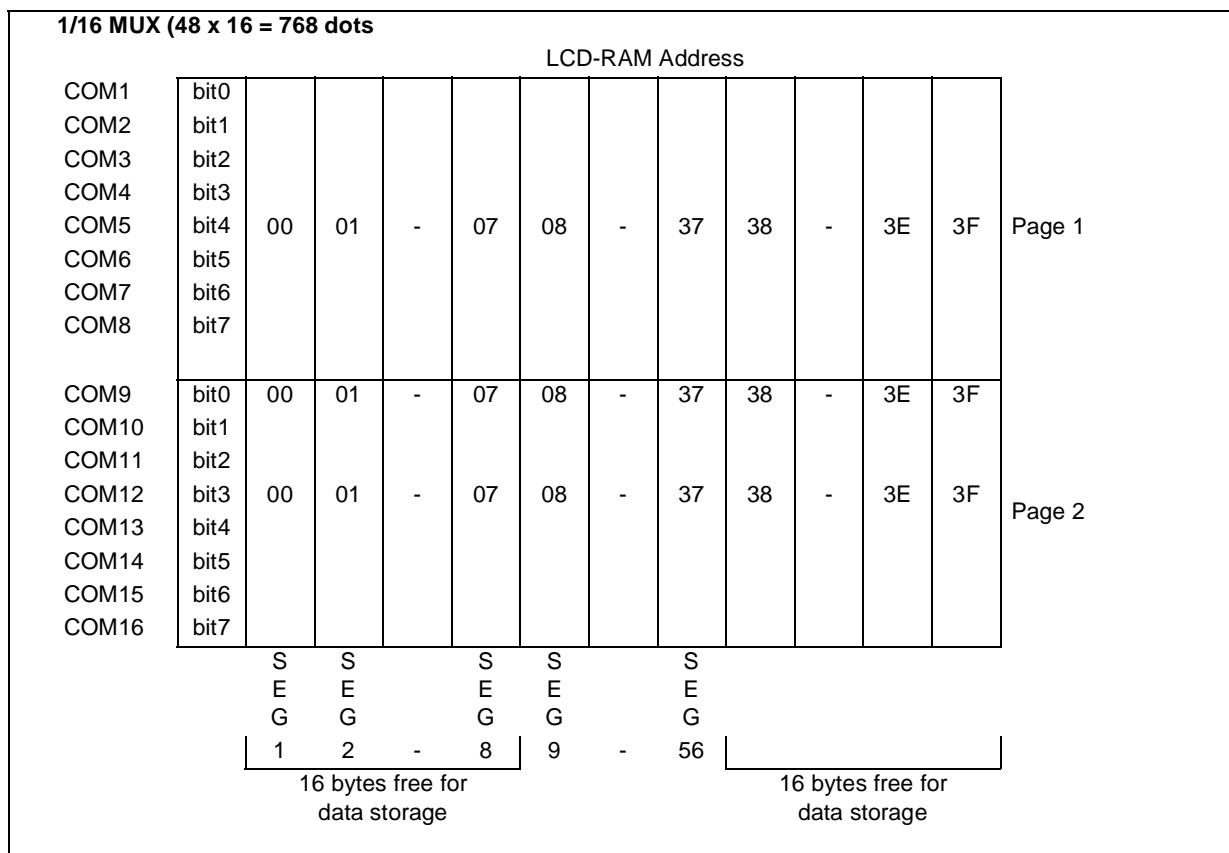 1/16 MUX (48 x 16 = 768 dots
LCD-RAM Address
COM1 bit0
COM2 bit1
COM3 bit2
COM4 bit3
COM5 bit4 00 01 - 07 08 - 37 38 - 3E 3F Page 1
COM6 bit5
COM7 bit6
COM8 bit7
COM9 bit0 00 01 - 07 08 - 37 38 - 3E 3F
COM10 bit1
COM11 bit2
COM12 bit3 00 01 - 07 08 - 37 38 - 3E 3F
Page 2
COM13 bit4
COM14 bit5
COM15 bit6
COM16 bit7
S S S S S
E E E E E
G G G G G
1 2 - 8 9 - 56
16 bytes free for 16 bytes free for
data storage data storage